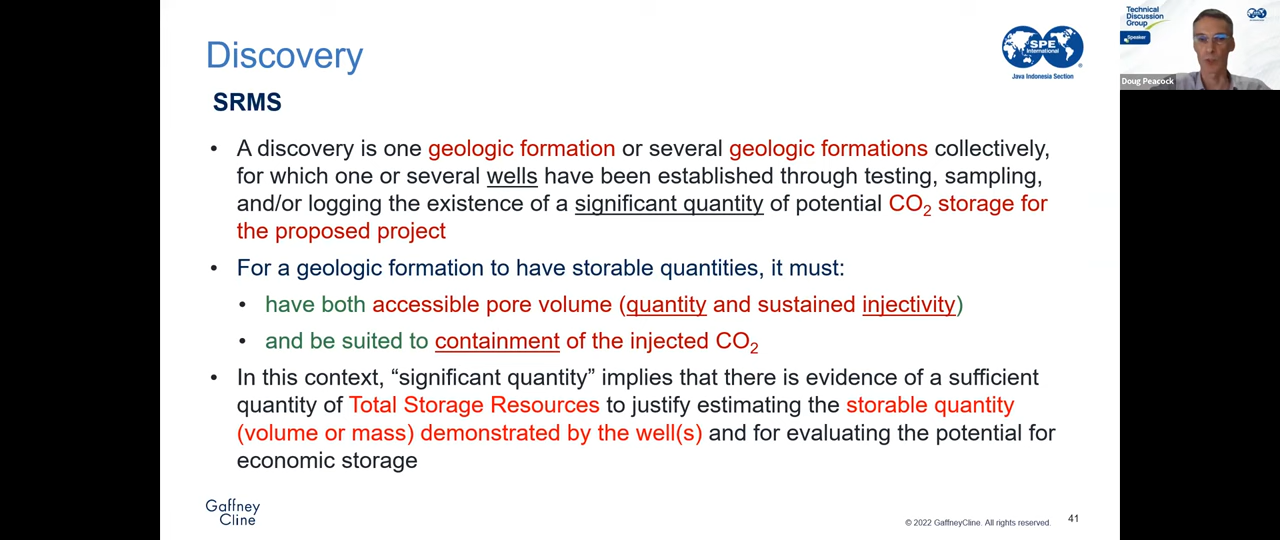 Discovery
SPE
International
Java Indonesia Section
Technical
Discussion
Group
Speaker
Doug Peacock
SRMS
• A discovery is one geologic formation or several geologic formations collectively,
for which one or several wells have been established through testing, sampling,
and/or logging the existence of a significant quantity of potential CO₂ storage for
the proposed project
• For a geologic formation to have storable quantities, it must:
• have both accessible pore volume (quantity and sustained injectivity)
• and be suited to containment of the injected CO₂
• In this context, “significant quantity” implies that there is evidence of a sufficient
quantity of Total Storage Resources to justify estimating the storable quantity
(volume or mass) demonstrated by the well(s) and for evaluating the potential for
economic storage
Gaffney
Cline
© 2022 GaffneyCline. All rights reserved.
41